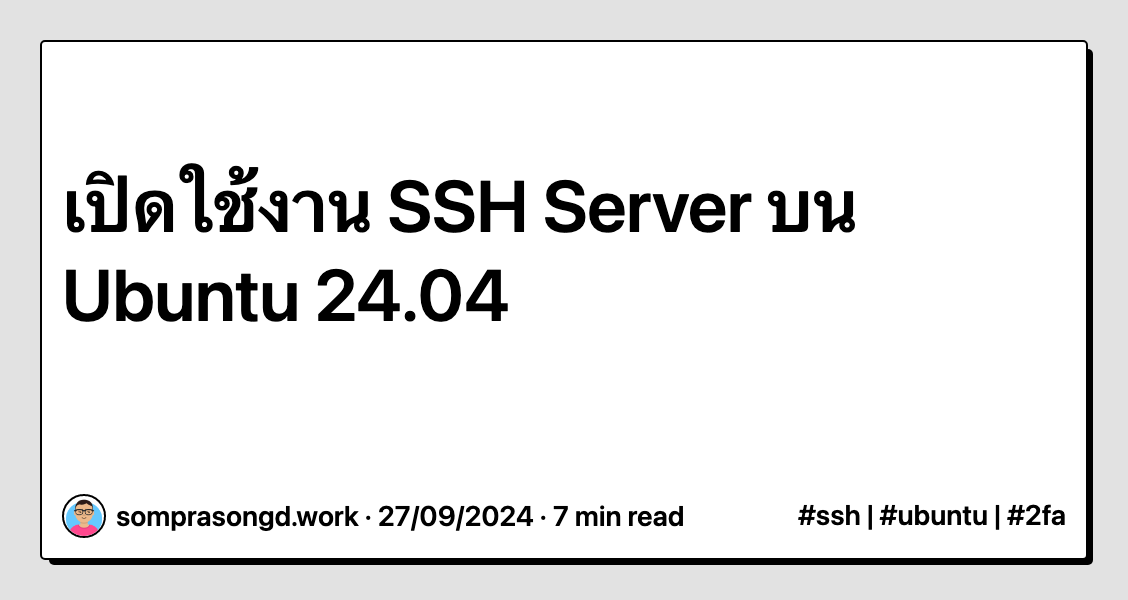 เปิดใช้งาน SSH Server บน
Ubuntu 24.04
somprasongd.work · 27/09/2024 · 7 min read
#ssh | #ubuntu | #2fa